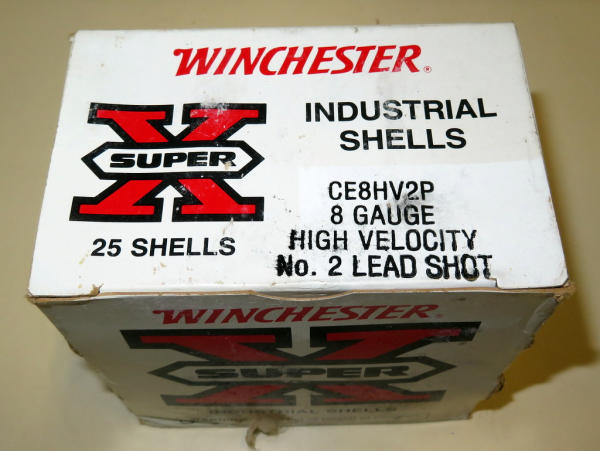 WINCHESTER®
SUPER X
INDUSTRIAL
SHELLS
25 SHELLS
CE8HV2P
8 GAUGE
HIGH VELOCITY
No. 2 LEAD SHOT
WINCHESTER
SUPER X
INDUSTRIAL SHELLS